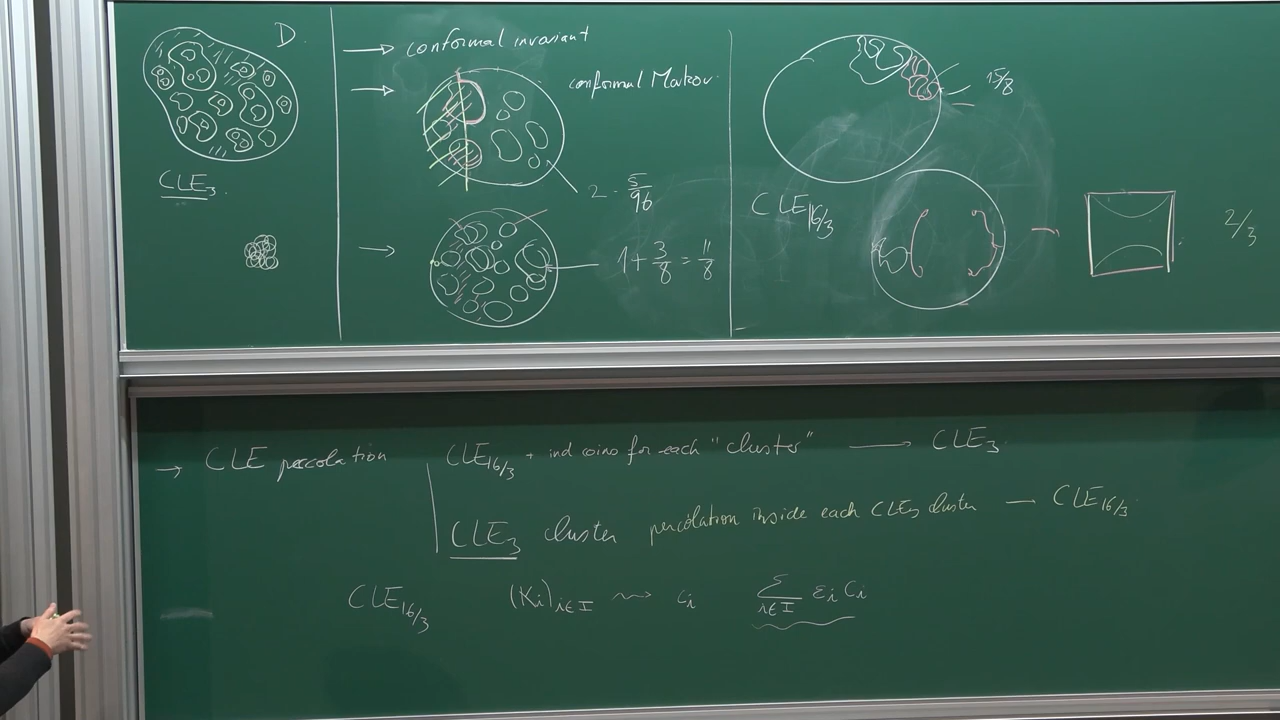 D.
→ conformal invariant
→ conformal Markov
CLE₃.
2 - 5/96
→ 1 + 3/8 = 11/8
15/8
CLE₁₆/₃
2/3
→ CLE percolation
CLE₁₆/₃ + ind coins for each "cluster" → CLE₃
CLE₃ cluster percolation inside each CLE₃ cluster — CLE₁₆/₃
CLE₁₆/₃ (Kᵢ)ᵢ∈I ⇝ cᵢ ∑ᵢ∈I εᵢ cᵢ